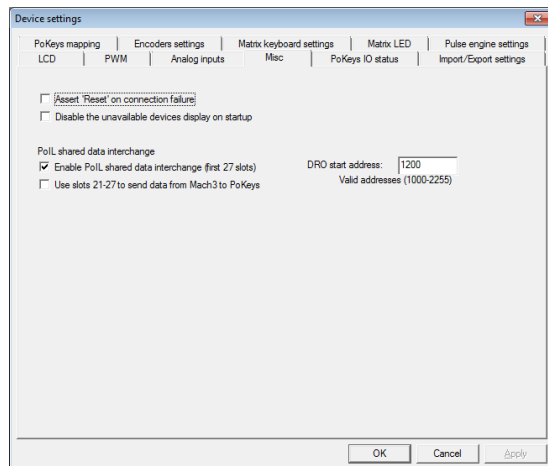 Device settings
PoKeys mapping
Encoders settings
Matrix keyboard settings
Matrix LED
Pulse engine settings
LCD
PWM
Analog inputs
Misc
PoKeys IO status
Import/Export settings
Assert 'Reset' on connection failure
Disable the unavailable devices display on startup
PoIL shared data interchange
Enable PoIL shared data interchange (first 27 slots)
DRO start address: 1200
Use slots 21-27 to send data from Mach3 to PoKeys
Valid addresses (1000-2255)
OK
Cancel
Apply